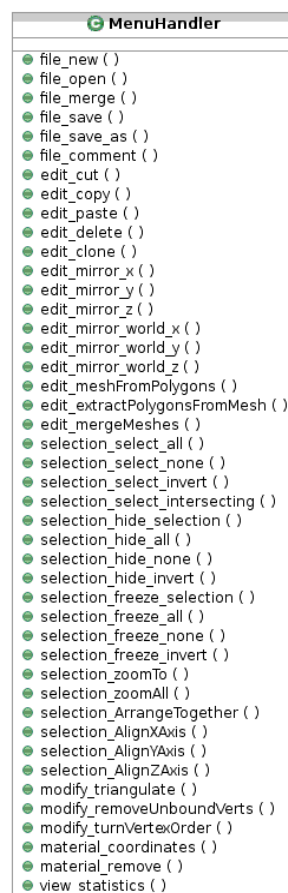 C MenuHandler
file_new ( )
file_open ( )
file_merge ( )
file_save ( )
file_save_as ( )
file_comment ( )
edit_cut ( )
edit_copy ( )
edit_paste ( )
edit_delete ( )
edit_clone ( )
edit_mirror_x ( )
edit_mirror_y ( )
edit_mirror_z ( )
edit_mirror_world_x ( )
edit_mirror_world_y ( )
edit_mirror_world_z ( )
edit_meshFromPolygons ( )
edit_extractPolygonsFromMesh ( )
edit_mergeMeshes ( )
selection_select_all ( )
selection_select_none ( )
selection_select_invert ( )
selection_select_intersecting ( )
selection_hide_selection ( )
selection_hide_all ( )
selection_hide_none ( )
selection_hide_invert ( )
selection_freeze_selection ( )
selection_freeze_all ( )
selection_freeze_none ( )
selection_freeze_invert ( )
selection_zoomTo ( )
selection_zoomAll ( )
selection_ArrangeTogether ( )
selection_AlignXAxis ( )
selection_AlignYAxis ( )
selection_AlignZAxis ( )
modify_triangulate ( )
modify_removeUnboundVerts ( )
modify_turnVertexOrder ( )
material_coordinates ( )
material_remove ( )
view_statistics ( )